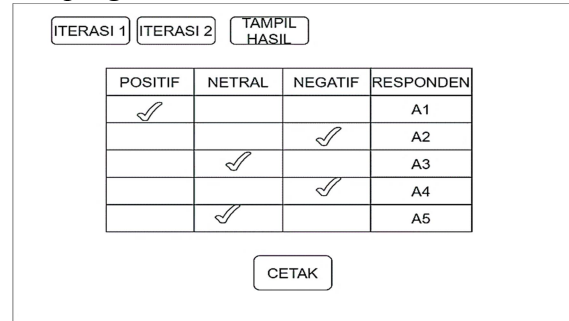 ITERASI 1 ITERASI 2 TAMPIL HASIL
POSITIF NETRAL NEGATIF RESPONDEN
A1
A2
A3
A4
A5
CETAK